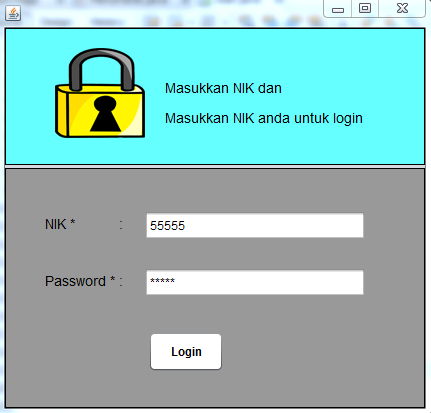 Masukkan NIK dan
Masukkan NIK anda untuk login
NIK * : 55555
Password * : *****
Login